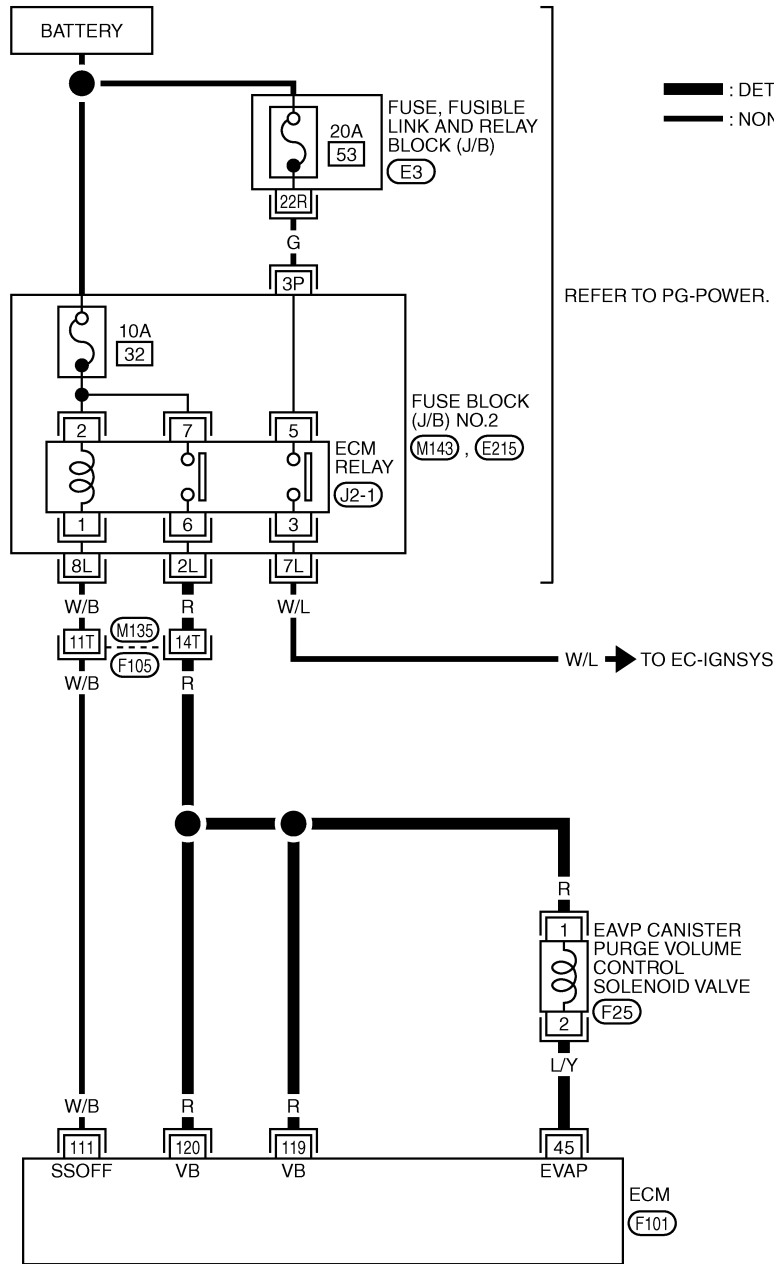 BATTERY
: DET
: NON
FUSE, FUSIBLE
LINK AND RELAY
BLOCK (J/B)
E3
20A
53
22R
G
3P
REFER TO PG-POWER.
10A
32
FUSE BLOCK
(J/B) NO.2
M143 , E215
2
7
5
ECM
RELAY
J2-1
1
6
3
8L
2L
7L
W/B
R
W/L
11T
M135
14T
F105
W/B
R
W/L
TO EC-IGNSYS
R
1
EAVP CANISTER
PURGE VOLUME
CONTROL
SOLENOID VALVE
F25
2
L/Y
W/B
R
R
111
120
119
45
SSOFF
VB
VB
EVAP
ECM
F101